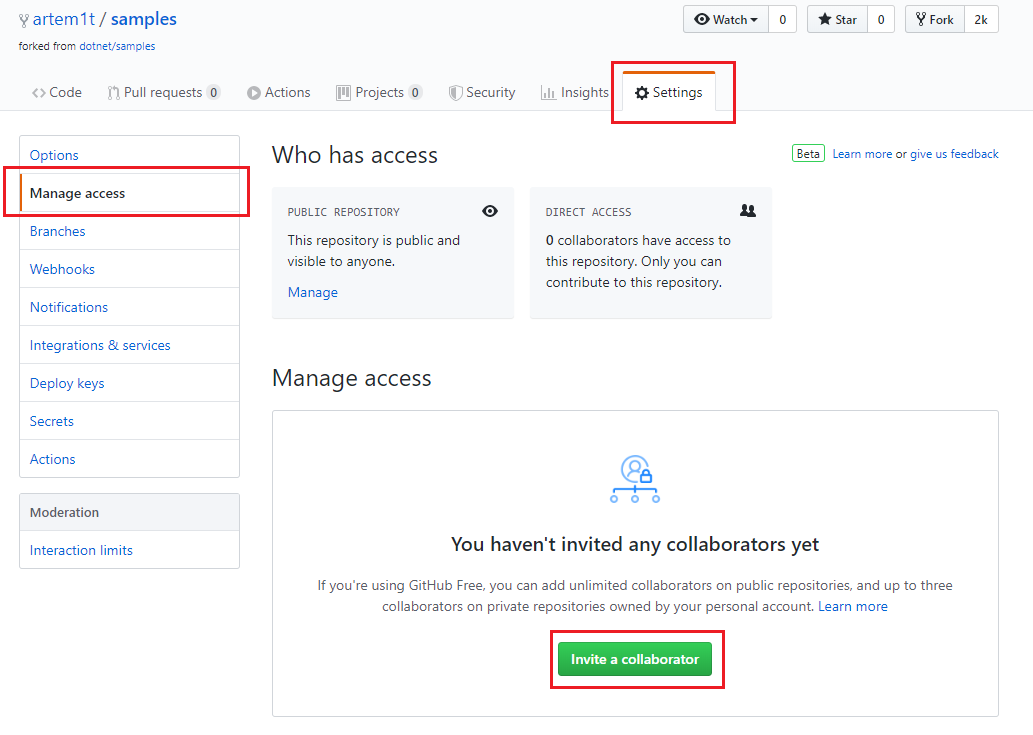 artem1t / samples
Watch 0 Star 0 Fork 2k
forked from dotnet/samples
Code Pull requests 0 Actions Projects 0 Security Insights Settings
Options
Manage access
Branches
Webhooks
Notifications
Integrations & services
Deploy keys
Secrets
Actions
Moderation
Interaction limits
Who has access
Beta Learn more or give us feedback
PUBLIC REPOSITORY
This repository is public and
visible to anyone.
Manage
DIRECT ACCESS
0 collaborators have access to
this repository. Only you can
contribute to this repository.
Manage access
You haven't invited any collaborators yet
If you're using GitHub Free, you can add unlimited collaborators on public repositories, and up to three
collaborators on private repositories owned by your personal account. Learn more
Invite a collaborator